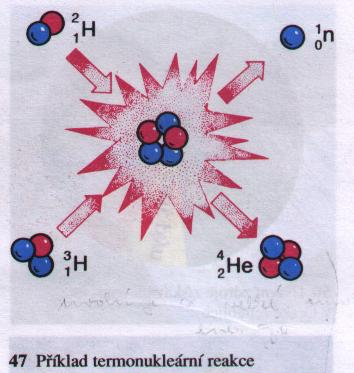 ²₁H
¹₀n
³₁H
⁴₂He
47 Příklad termonukleární reakce